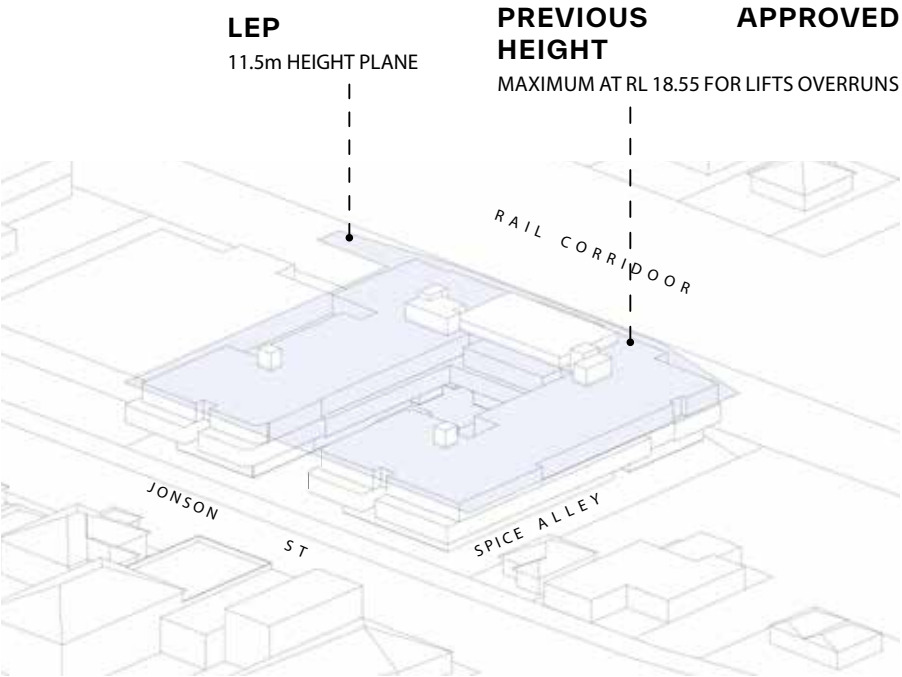 LEP
11.5m HEIGHT PLANE
PREVIOUS APPROVED
HEIGHT
MAXIMUM AT RL 18.55 FOR LIFTS OVERRUNS
RAIL CORRIDOOR
JONSON ST
SPICE ALLEY